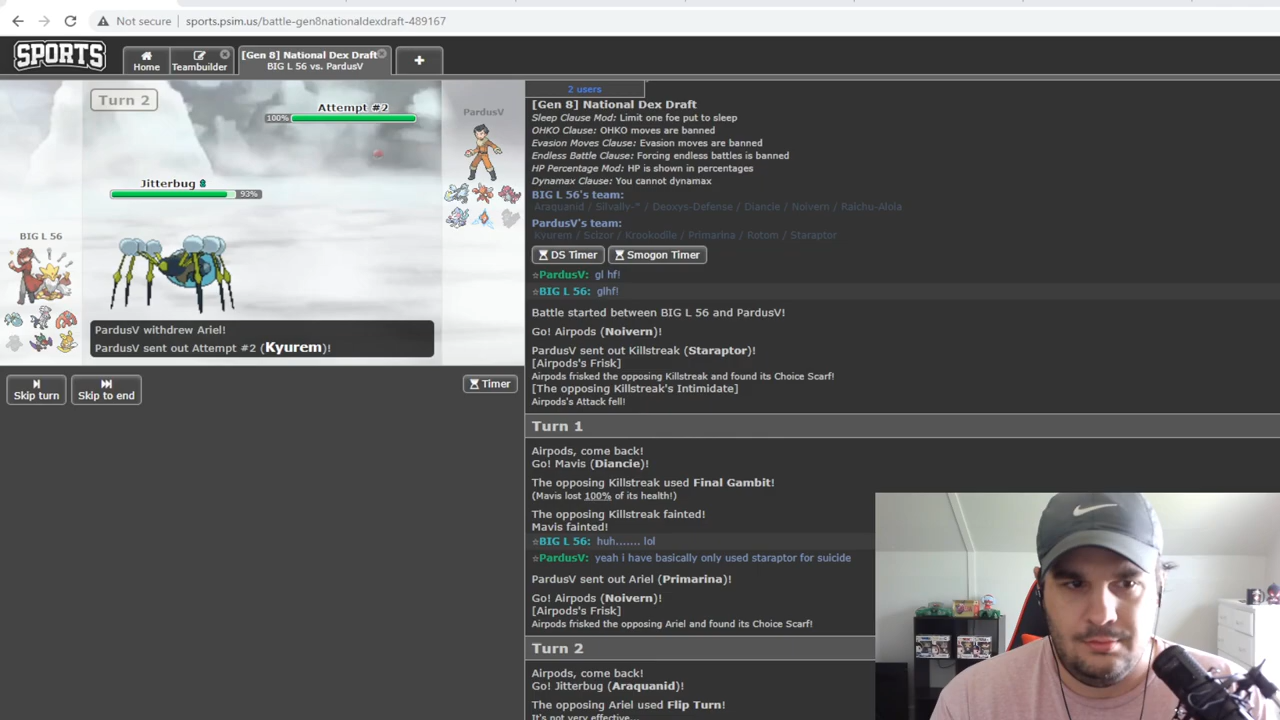 Not secure
sports.psim.us/battle-gen8nationaldexdraft-489167
SPORTS
Home
Teambuilder
[Gen 8] National Dex Draft
BIG L 56 vs. PardusV
Turn 2
Attempt #2
100%
Jitterbug
93%
PardusV
BIG L 56
PardusV withdrew Ariel!
PardusV sent out Attempt #2 (Kyurem)!
Skip turn
Skip to end
Timer
2 users
[Gen 8] National Dex Draft
Sleep Clause Mod: Limit one foe put to sleep
OHKO Clause: OHKO moves are banned
Evasion Moves Clause: Evasion moves are banned
Endless Battle Clause: Forcing endless battles is banned
HP Percentage Mod: HP is shown in percentages
Dynamax Clause: You cannot dynamax
BIG L 56's team:
Araquanid / Silvally-* / Deoxys-Defense / Diancie / Noivern / Raichu-Alola
PardusV's team:
Kyurem / Scizor / Krookodile / Primarina / Rotom / Staraptor
DS Timer
Smogon Timer
☆PardusV: gl hf!
☆BIG L 56: glhf!
Battle started between BIG L 56 and PardusV!
Go! Airpods (Noivern)!
PardusV sent out Killstreak (Staraptor)!
[Airpods's Frisk]
Airpods frisked the opposing Killstreak and found its Choice Scarf!
[The opposing Killstreak's Intimidate]
Airpods's Attack fell!
Turn 1
Airpods, come back!
Go! Mavis (Diancie)!
The opposing Killstreak used Final Gambit!
(Mavis lost 100% of its health!)
The opposing Killstreak fainted!
Mavis fainted!
☆BIG L 56: huh....... lol
☆PardusV: yeah i have basically only used staraptor for suicide
PardusV sent out Ariel (Primarina)!
Go! Airpods (Noivern)!
[Airpods's Frisk]
Airpods frisked the opposing Ariel and found its Choice Scarf!
Turn 2
Airpods, come back!
Go! Jitterbug (Araquanid)!
The opposing Ariel used Flip Turn!
It's not very effective...